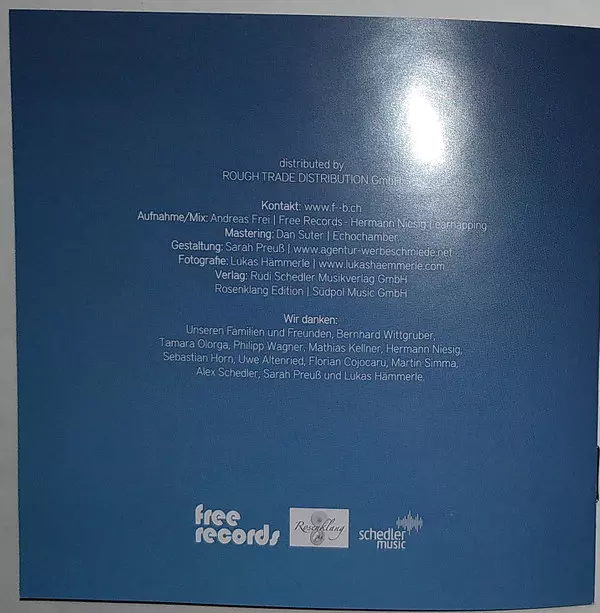 distributed by
ROUGH TRADE DISTRIBUTION GmbH
Kontakt: www.f--b.ch
Aufnahme/Mix: Andreas Frei | Free Records - Hermann Niesig | earnapping
Mastering: Dan Suter | Echochamber
Gestaltung: Sarah Preuß | www.agentur-werbeschmiede.net
Fotografie: Lukas Hämmerle | www.lukashaemmerle.com
Verlag: Rudi Schedler Musikverlag GmbH
Rosenklang Edition | Südpol Music GmbH
Wir danken:
Unseren Familien und Freunden, Bernhard Wittgruber,
Tamara Olorga, Philipp Wagner, Mathias Kellner, Hermann Niesig,
Sebastian Horn, Uwe Altenried, Florian Cojocaru, Martin Simma,
Alex Schedler, Sarah Preuß und Lukas Hämmerle.
free records
Rosenklang
schedler music